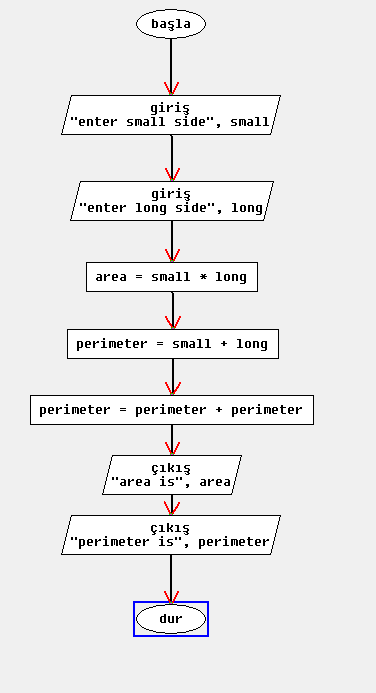 başla
giriş
"enter small side", small
giriş
"enter long side", long
area = small * long
perimeter = small + long
perimeter = perimeter + perimeter
çıkış
"area is", area
çıkış
"perimeter is", perimeter
dur